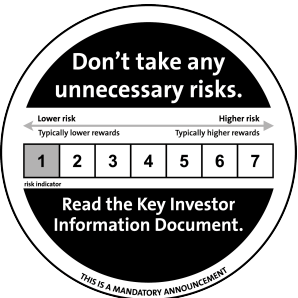 Don't take any
unnecessary risks.
Lower risk Higher risk
Typically lower rewards Typically higher rewards
1 2 3 4 5 6 7
risk indicator
Read the Key Investor
Information Document.
THIS IS A MANDATORY ANNOUNCEMENT